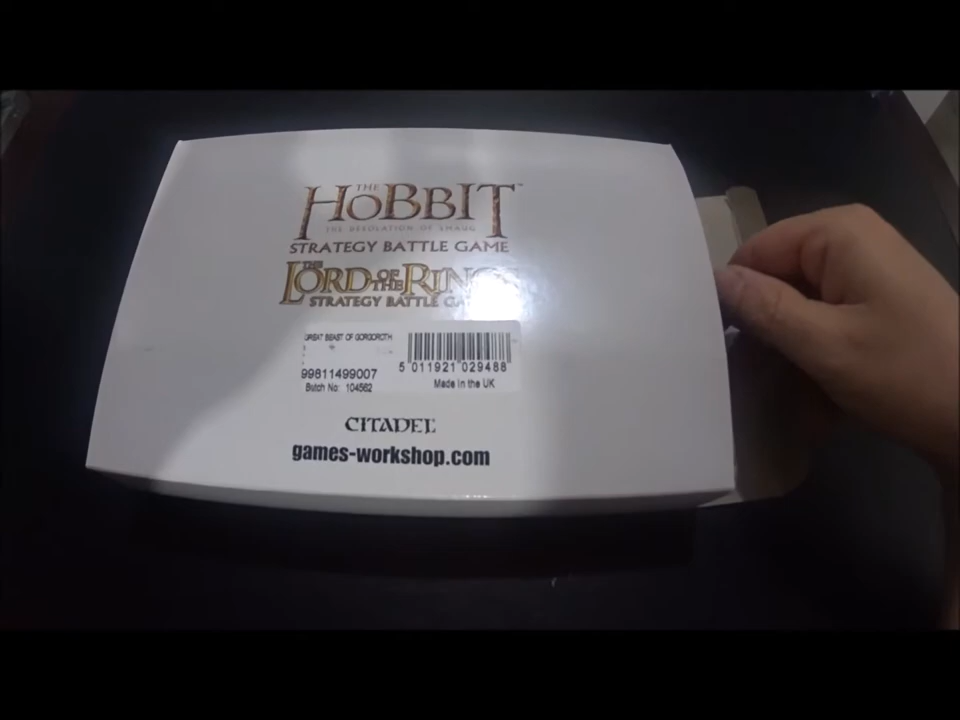 THE
HOBBIT
THE DESOLATION OF SMAUG
STRATEGY BATTLE GAME
THE
LORD OF THE RINGS
STRATEGY BATTLE GA
GREAT BEAST OF GORGOROTH
99811499007
Batch No: 104562
5 011921 029488
Made in the UK
CITADEL
games-workshop.com